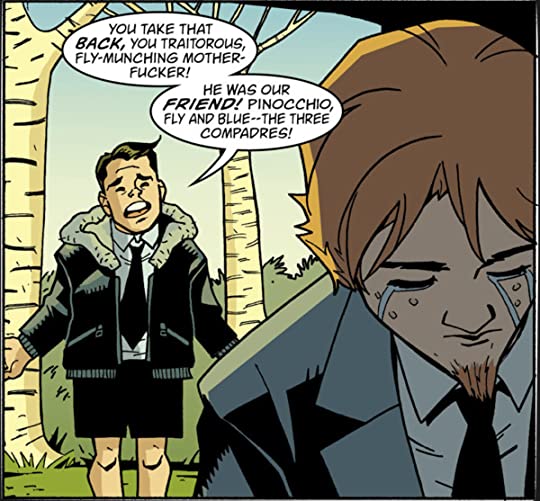 YOU TAKE THAT
BACK, YOU TRAITOROUS,
FLY-MUNCHING MOTHER-
FUCKER!
HE WAS OUR
FRIEND! PINOCCHIO,
FLY AND BLUE--THE THREE
COMPADRES!